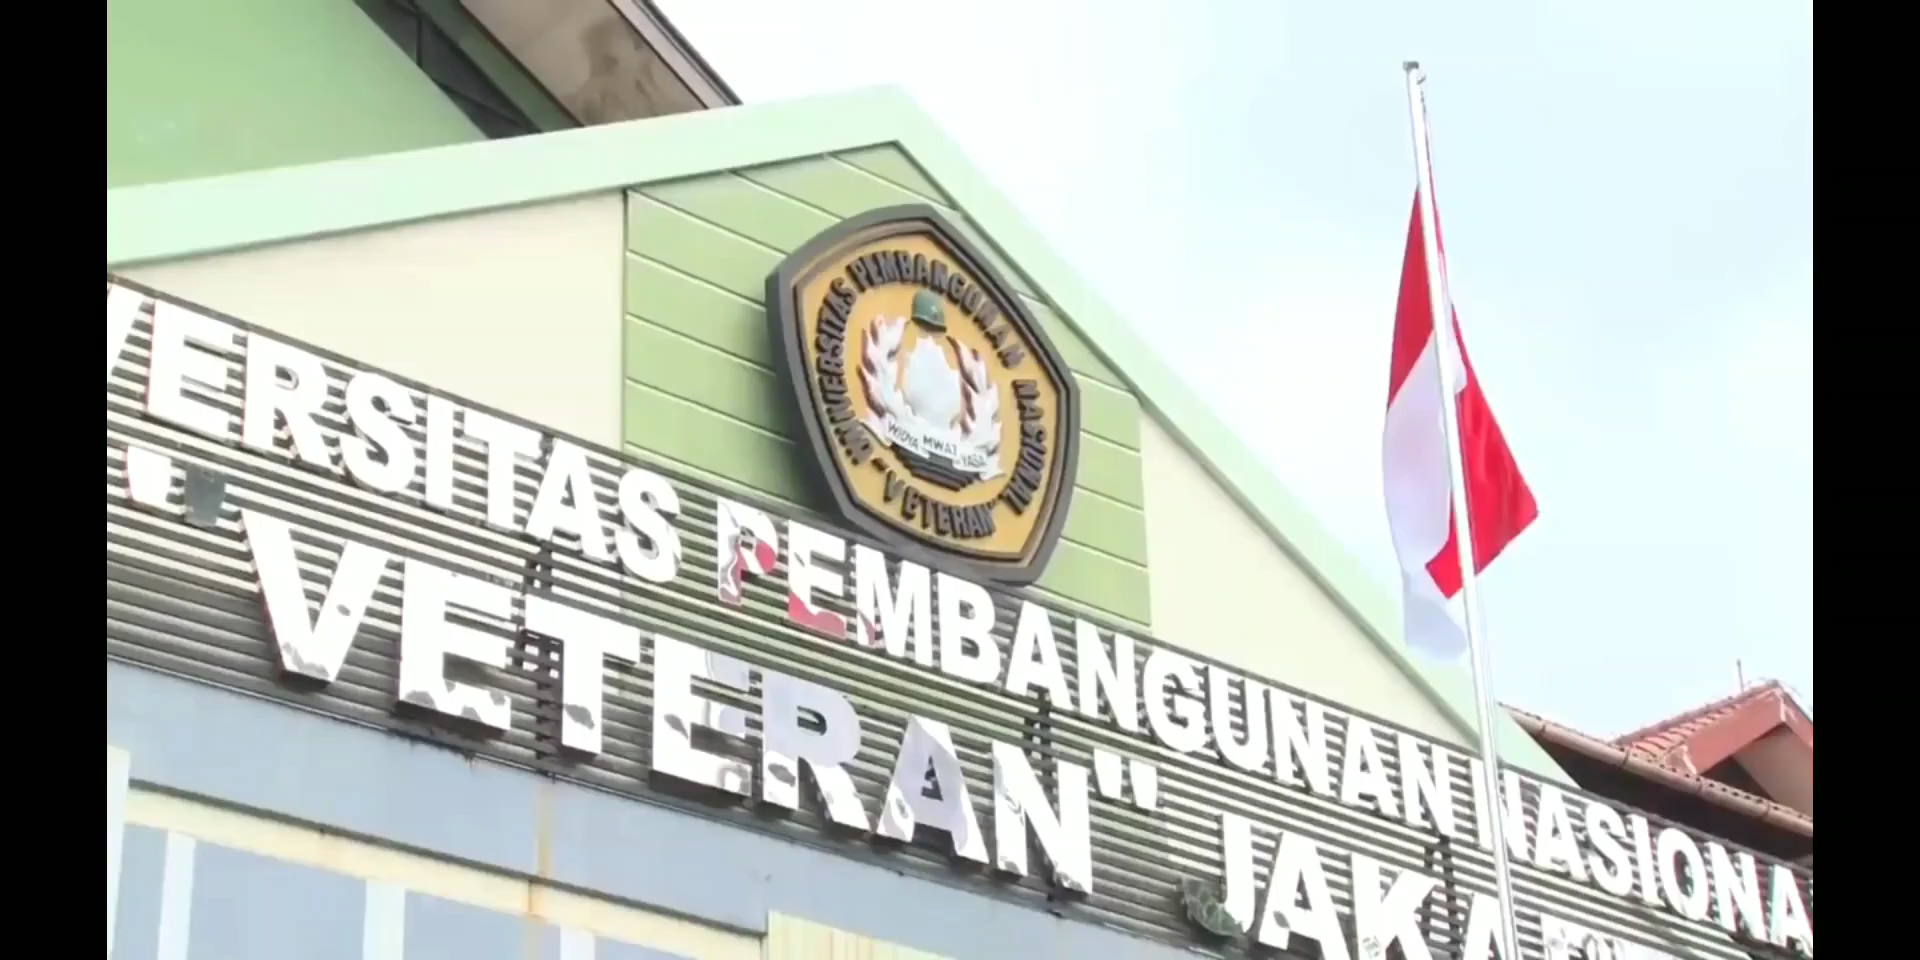 UNIVERSITAS PEMBANGUNAN NASIONAL
"VETERAN"
WIDYA MWAT YASA
VERSITAS PEMBANGUNAN NASIONA
"VETERAN" JAKA